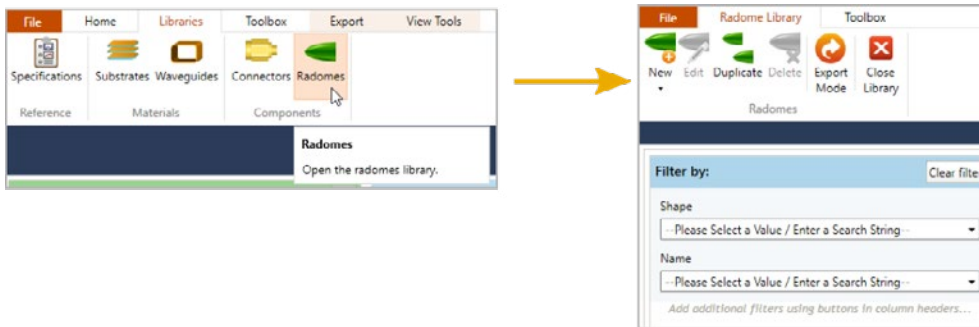 File Home Libraries Toolbox Export View Tools
Specifications Substrates Waveguides Connectors Radomes
Reference Materials Components
Radomes
Open the radomes library.
File Radome Library Toolbox
New Edit Duplicate Delete Export Mode Close Library
Radomes
Filter by: Clear filte
Shape
--Please Select a Value / Enter a Search String--
Name
--Please Select a Value / Enter a Search String--
Add additional filters using buttons in column headers...